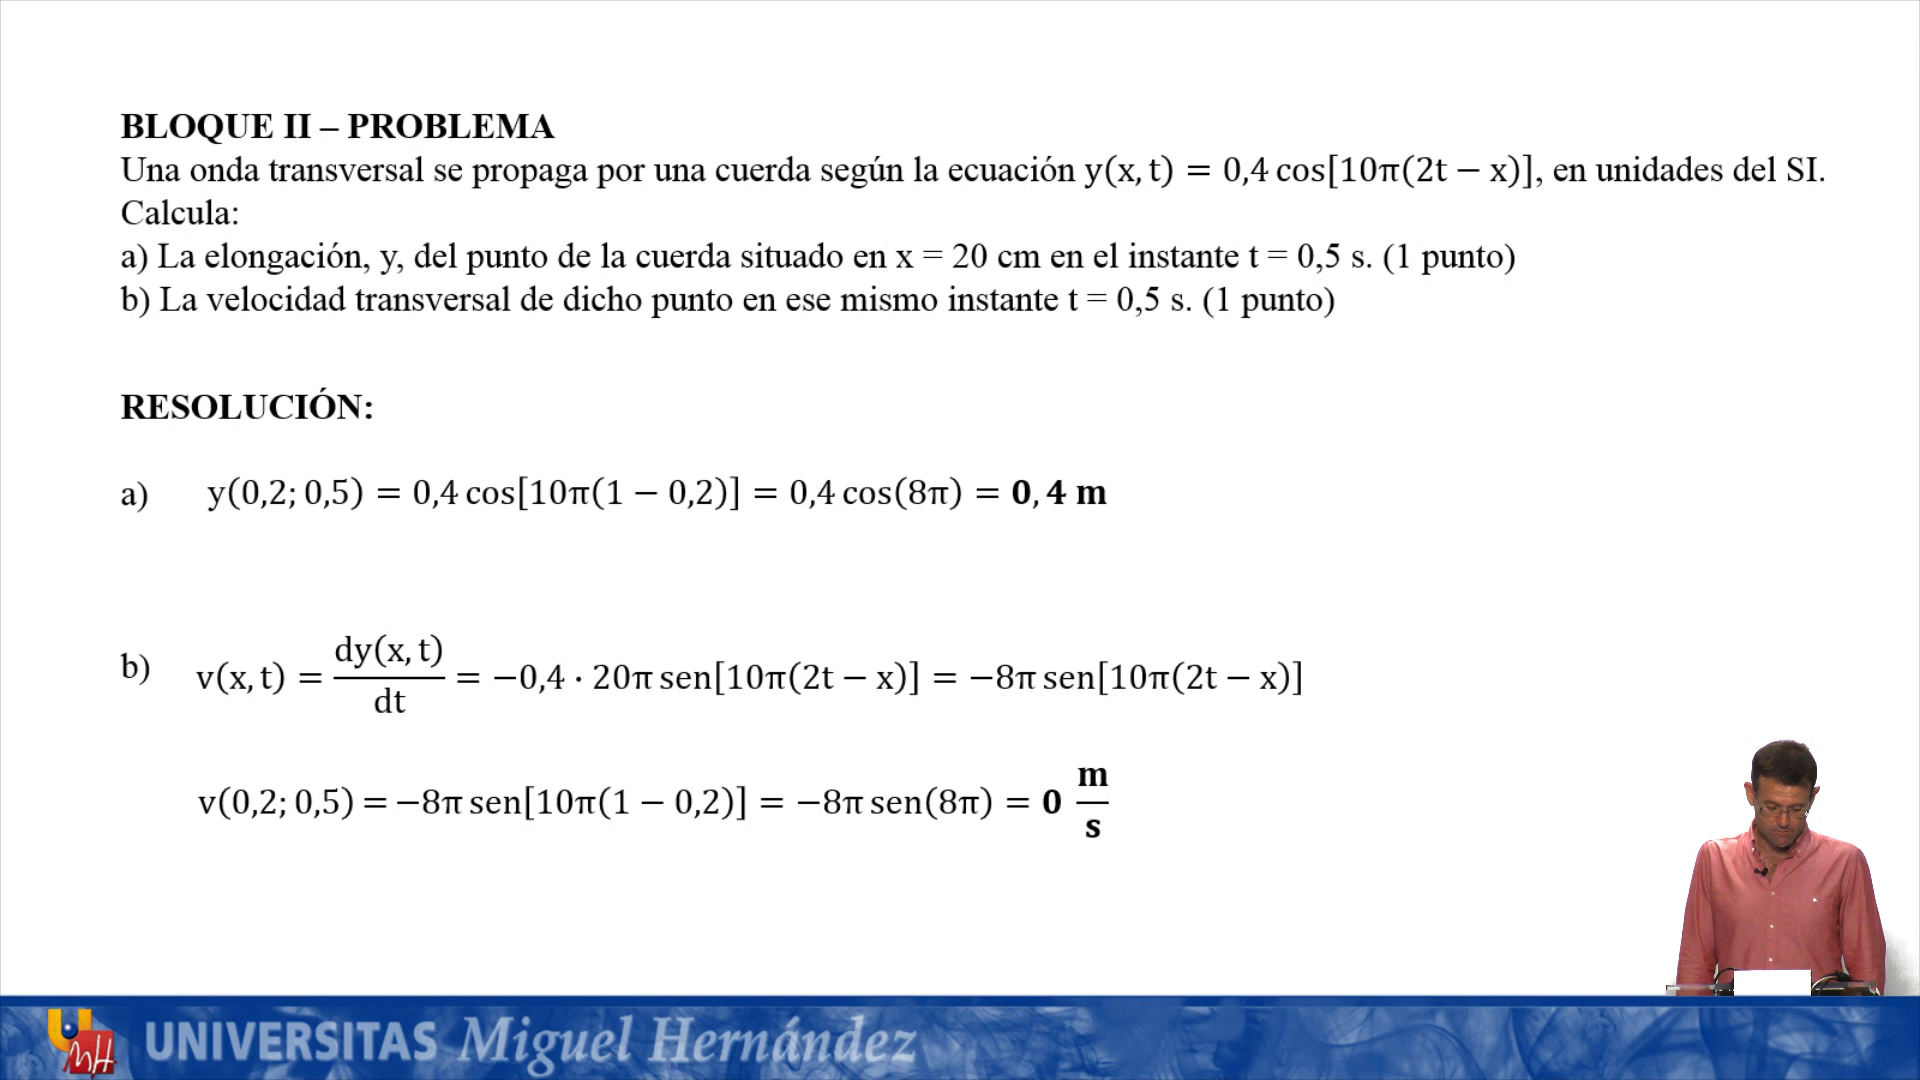 BLOQUE II – PROBLEMA
Una onda transversal se propaga por una cuerda según la ecuación y(x, t) = 0,4 cos[10π(2t − x)], en unidades del SI.
Calcula:
a) La elongación, y, del punto de la cuerda situado en x = 20 cm en el instante t = 0,5 s. (1 punto)
b) La velocidad transversal de dicho punto en ese mismo instante t = 0,5 s. (1 punto)
RESOLUCIÓN:
a) y(0,2; 0,5) = 0,4 cos[10π(1 − 0,2)] = 0,4 cos(8π) = 0,4 m
b) v(x, t) = dy(x, t)/dt = −0,4 · 20π sen[10π(2t − x)] = −8π sen[10π(2t − x)]
v(0,2; 0,5) = −8π sen[10π(1 − 0,2)] = −8π sen(8π) = 0 m/s
UNIVERSITAS Miguel Hernández